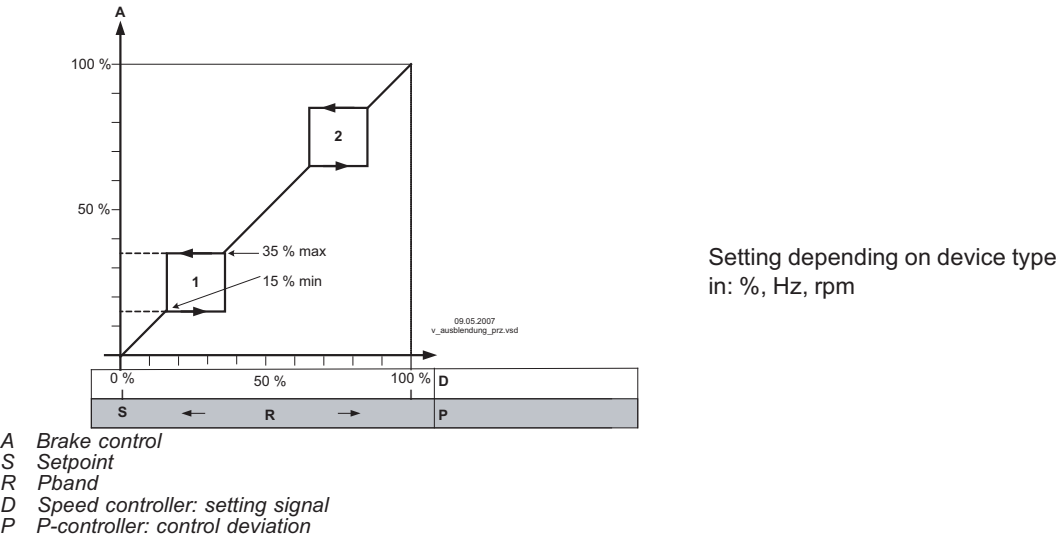 A
100 %
2
50 %
35 % max
1
15 % min
Setting depending on device type
in: %, Hz, rpm
09.05.2007
v_ausblendung_prz.vsd
0 % 50 % 100 % D
S R P
A Brake control
S Setpoint
R Pband
D Speed controller: setting signal
P P-controller: control deviation